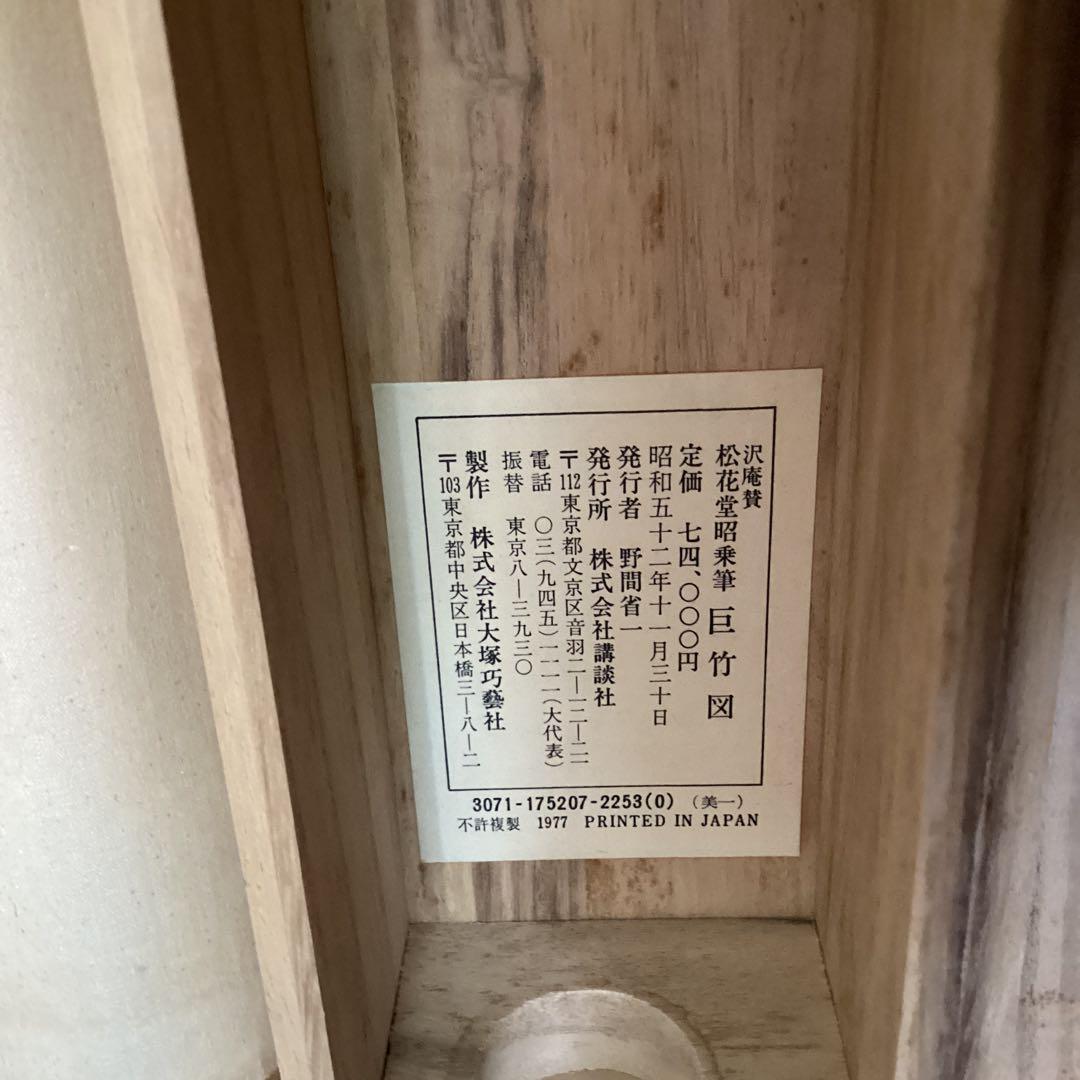 沢庵賛
松花堂昭乗筆 巨竹図
定価 七四、〇〇〇円
昭和五十二年十一月三十日
発行者 野間省一
発行所 株式会社講談社
〒112東京都文京区音羽二―一二―二一
電話 〇三(九四五)一一一一(大代表)
振替 東京八―三九三〇
製作 株式会社大塚巧藝社
〒103東京都中央区日本橋三―八―二
3071-175207-2253(0) (美一)
不許複製 1977 PRINTED IN JAPAN